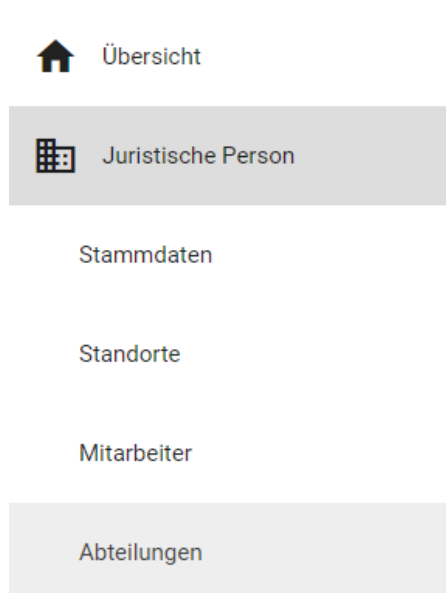 Übersicht
Juristische Person
Stammdaten
Standorte
Mitarbeiter
Abteilungen